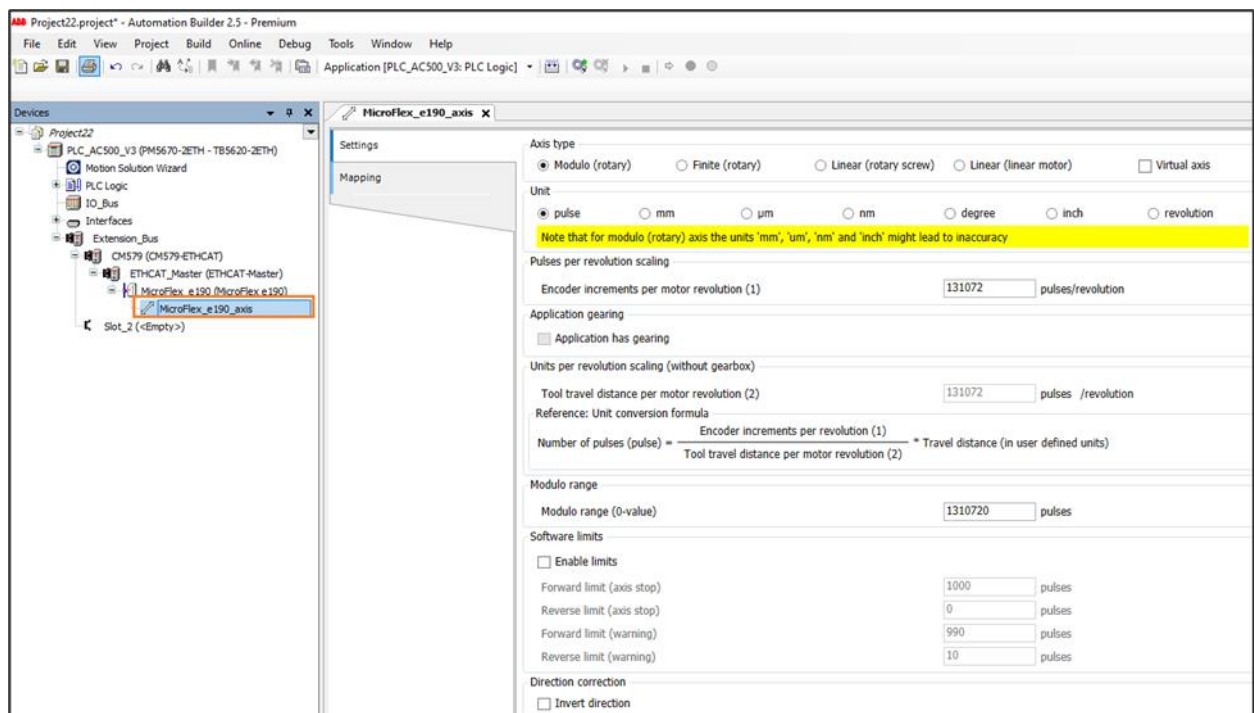 ABB Project22.project* - Automation Builder 2.5 - Premium
File Edit View Project Build Online Debug Tools Window Help
Application [PLC_AC500_V3: PLC Logic]
Devices
Project22
PLC_AC500_V3 (PM5670-2ETH - TB5620-2ETH)
Motion Solution Wizard
PLC Logic
IO_Bus
Interfaces
Extension_Bus
CM579 (CM579-ETHCAT)
ETHCAT_Master (ETHCAT-Master)
MicroFlex_e190 (MicroFlex e190)
MicroFlex_e190_axis
Slot_2 (<Empty>)
MicroFlex_e190_axis X
Settings
Mapping
Axis type
Modulo (rotary) Finite (rotary) Linear (rotary screw) Linear (linear motor) Virtual axis
Unit
pulse mm µm nm degree inch revolution
Note that for modulo (rotary) axis the units 'mm', 'um', 'nm' and 'inch' might lead to inaccuracy
Pulses per revolution scaling
Encoder increments per motor revolution (1) 131072 pulses/revolution
Application gearing
Application has gearing
Units per revolution scaling (without gearbox)
Tool travel distance per motor revolution (2) 131072 pulses /revolution
Reference: Unit conversion formula
Encoder increments per revolution (1)
Number of pulses (pulse) = * Travel distance (in user defined units)
Tool travel distance per motor revolution (2)
Modulo range
Modulo range (0-value) 1310720 pulses
Software limits
Enable limits
Forward limit (axis stop) 1000 pulses
Reverse limit (axis stop) 0 pulses
Forward limit (warning) 990 pulses
Reverse limit (warning) 10 pulses
Direction correction
Invert direction